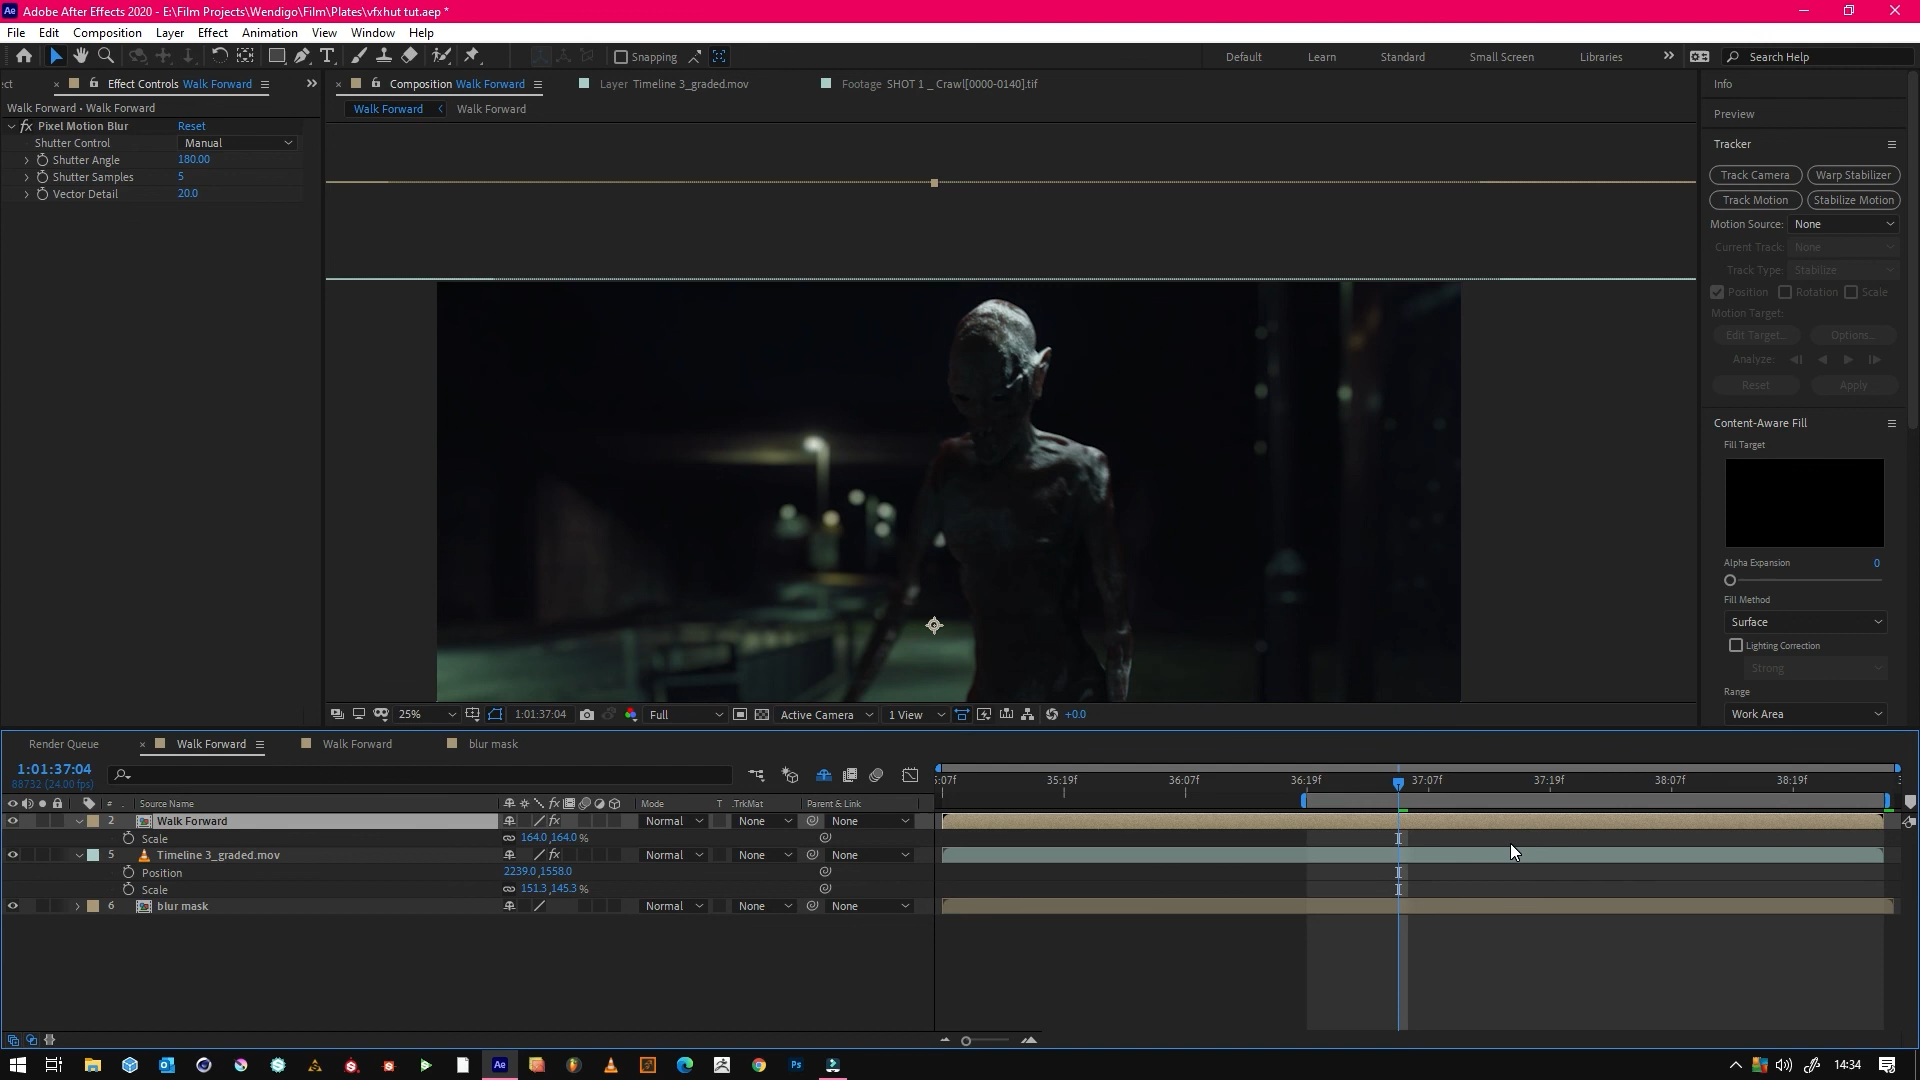 Ae Adobe After Effects 2020 - E:\Film Projects\Wendigo\Film\Plates\vfxhut tut.aep *
File Edit Composition Layer Effect Animation View Window Help
Snapping Default Learn Standard Small Screen Libraries Search Help
ct Effect Controls Walk Forward
Composition Walk Forward Layer Timeline 3_graded.mov Footage SHOT 1 _ Crawl[0000-0140].tif
Walk Forward • Walk Forward
Walk Forward Walk Forward
fx Pixel Motion Blur Reset
Shutter Control Manual
Shutter Angle 180.00
Shutter Samples 5
Vector Detail 20.0
Info
Preview
Tracker
Track Camera Warp Stabilizer
Track Motion Stabilize Motion
Motion Source: None
Current Track: None
Track Type: Stabilize
Position Rotation Scale
Motion Target:
Edit Target... Options...
Analyze:
Reset Apply
Content-Aware Fill
Fill Target
Alpha Expansion 0
Fill Method
Surface
Lighting Correction
Strong
Range
Work Area
25% 1:01:37:04 Full Active Camera 1 View +0.0
Render Queue Walk Forward Walk Forward blur mask
1:01:37:04
88732 (24.00 fps)
5:07f 35:19f 36:07f 36:19f 37:07f 37:19f 38:07f 38:19f
# Source Name fx Mode T .TrkMat Parent & Link
2 Walk Forward fx Normal None None
Scale 164.0,164.0 %
5 Timeline 3_graded.mov fx Normal None None
Position 2239.0,1558.0
Scale 151.3,145.3 %
6 blur mask Normal None None
Ae Ps 14:34